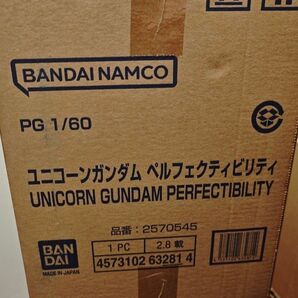 BANDAI NAMCO
PG 1/60
ユニコーンガンダム ペルフェクティビリティ
UNICORN GUNDAM PERFECTIBILITY
品番：2570545
1 PC 2.8 載
4573102 63281 4
BAN
DAI
MADE IN JAPAN